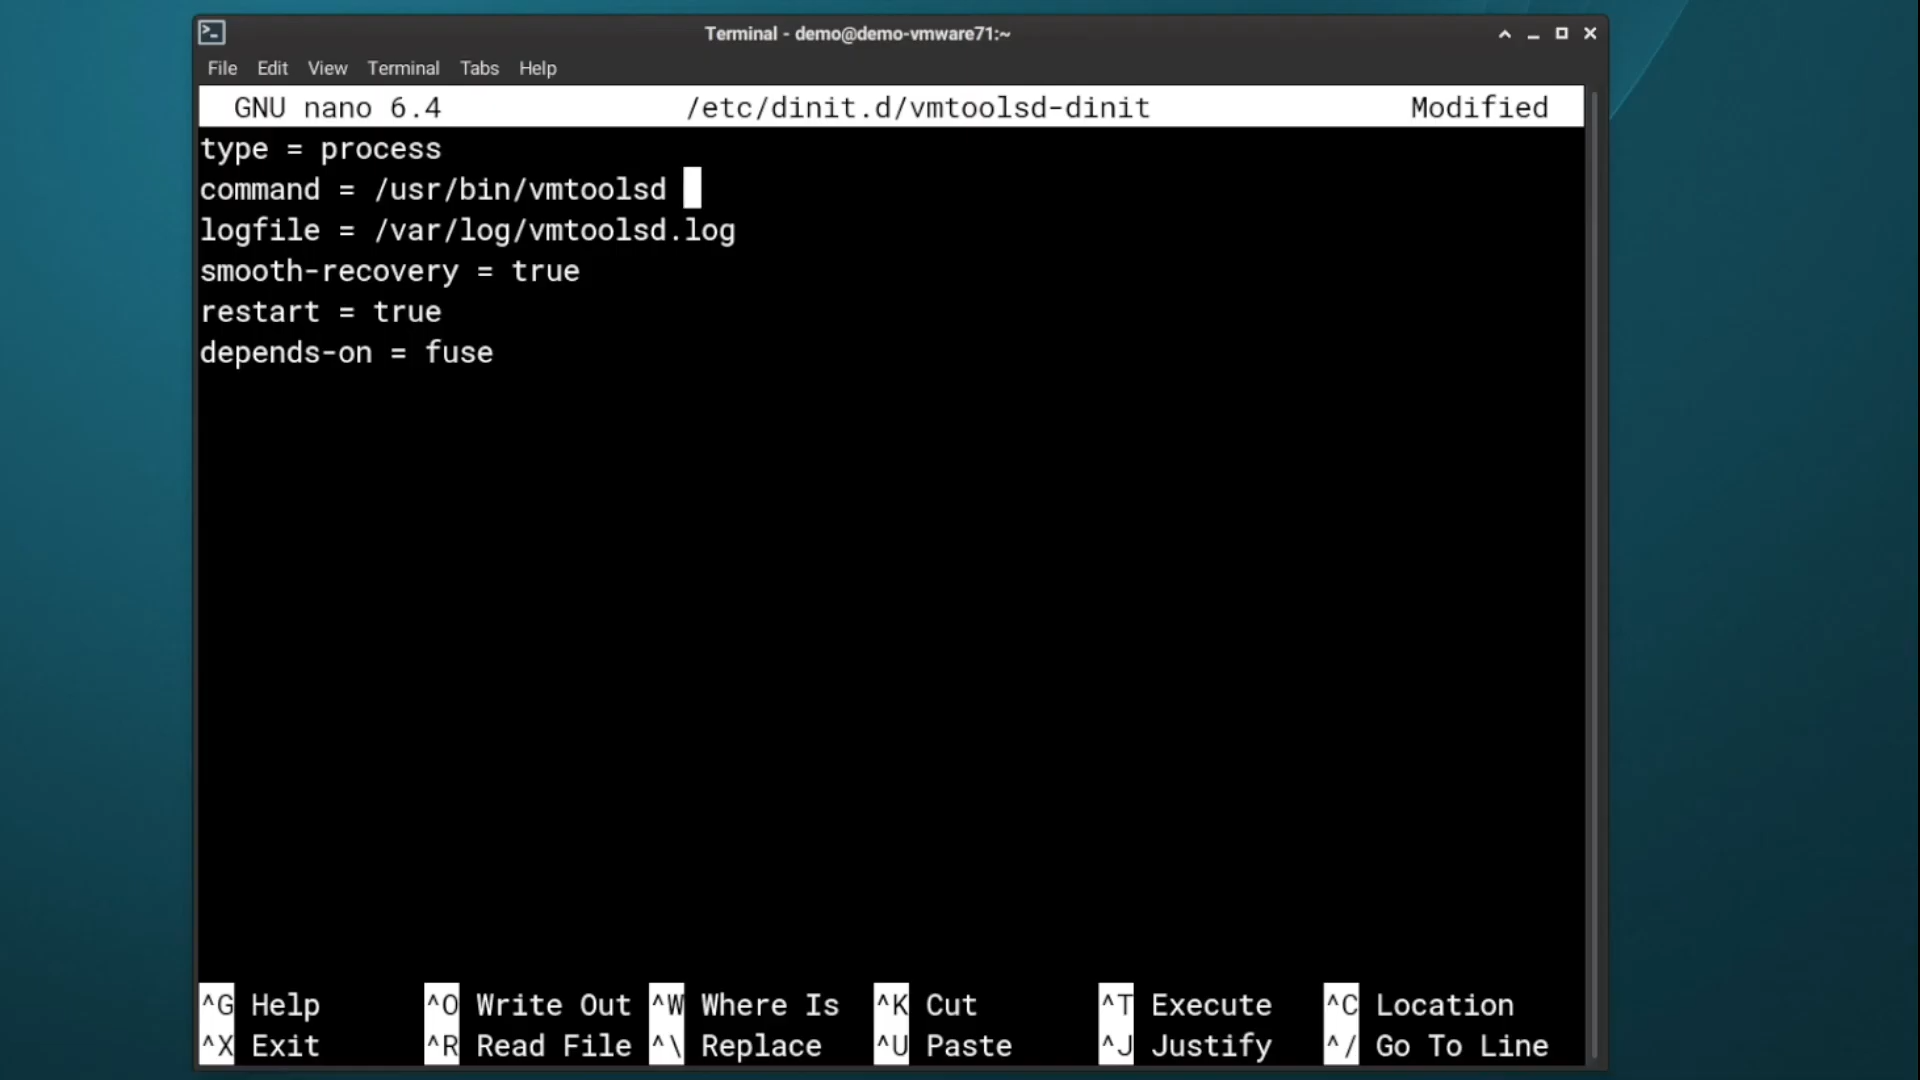 Terminal - demo@demo-vmware71:~
File Edit View Terminal Tabs Help
GNU nano 6.4 /etc/dinit.d/vmtoolsd-dinit Modified
type = process
command = /usr/bin/vmtoolsd
logfile = /var/log/vmtoolsd.log
smooth-recovery = true
restart = true
depends-on = fuse
^G Help ^O Write Out ^W Where Is ^K Cut ^T Execute ^C Location
^X Exit ^R Read File ^\ Replace ^U Paste ^J Justify ^/ Go To Line